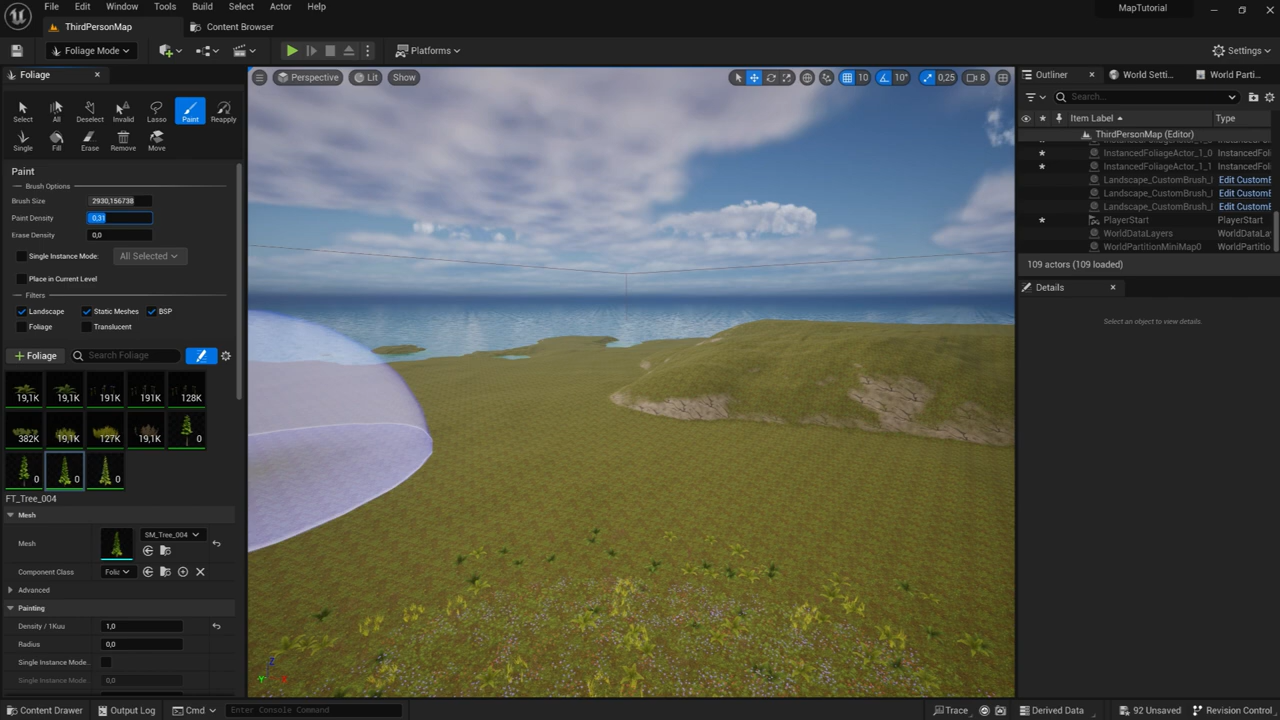 File Edit Window Tools Build Select Actor Help MapTutorial
ThirdPersonMap Content Browser
Foliage Mode Platforms Settings
Foliage Perspective Lit Show 10 10° 0,25 8 Outliner World Setti... World Parti...
Select All Deselect Invalid Lasso Paint Reapply
Search...
Item Label Type
Single Fill Erase Remove Move
ThirdPersonMap (Editor)
InstancedFoliageActor_1_0 InstancedFoli
InstancedFoliageActor_1_1 InstancedFoli
Paint
Landscape_CustomBrush_ Edit CustomE
Brush Options
Landscape_CustomBrush_ Edit CustomE
Brush Size 2930,156738
Landscape_CustomBrush_ Edit CustomE
Paint Density 0,31
PlayerStart PlayerStart
Erase Density 0,0
WorldDataLayers WorldDataLa
WorldPartitionMiniMap0 WorldPartitio
Single Instance Mode: All Selected
109 actors (109 loaded)
Place in Current Level
Details
Filters
Landscape Static Meshes BSP
Select an object to view details.
Foliage Translucent
+ Foliage Search Foliage
19,1K 19,1K 191K 191K 128K
382K 19,1K 127K 19,1K 0
0 0 0
FT_Tree_004
Mesh
Mesh SM_Tree_004
Component Class Folia
Advanced
Painting
Density / 1Kuu 1,0
Radius 0,0
Single Instance Mode..
Single Instance Mode.. 0,0
Content Drawer Output Log Cmd Enter Console Command Trace Derived Data 92 Unsaved Revision Control